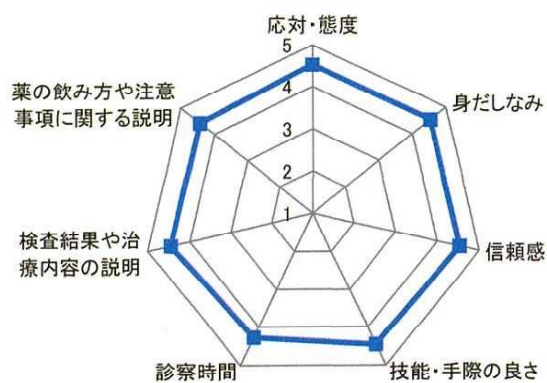 応対・態度
5
4
3
2
1
身だしなみ
信頼感
技能・手際の良さ
診察時間
検査結果や治
療内容の説明
薬の飲み方や注意
事項に関する説明